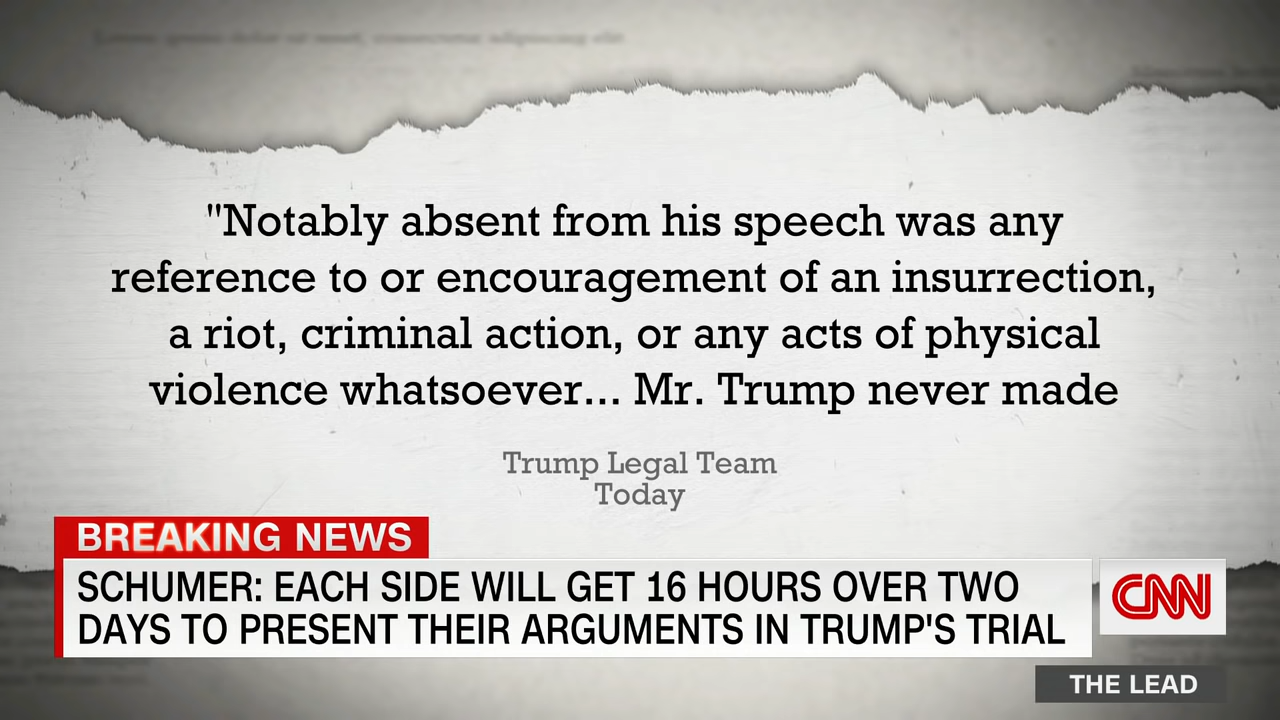 "Notably absent from his speech was any
reference to or encouragement of an insurrection,
a riot, criminal action, or any acts of physical
violence whatsoever... Mr. Trump never made
Trump Legal Team
Today
BREAKING NEWS
SCHUMER: EACH SIDE WILL GET 16 HOURS OVER TWO
DAYS TO PRESENT THEIR ARGUMENTS IN TRUMP'S TRIAL
CNN
THE LEAD